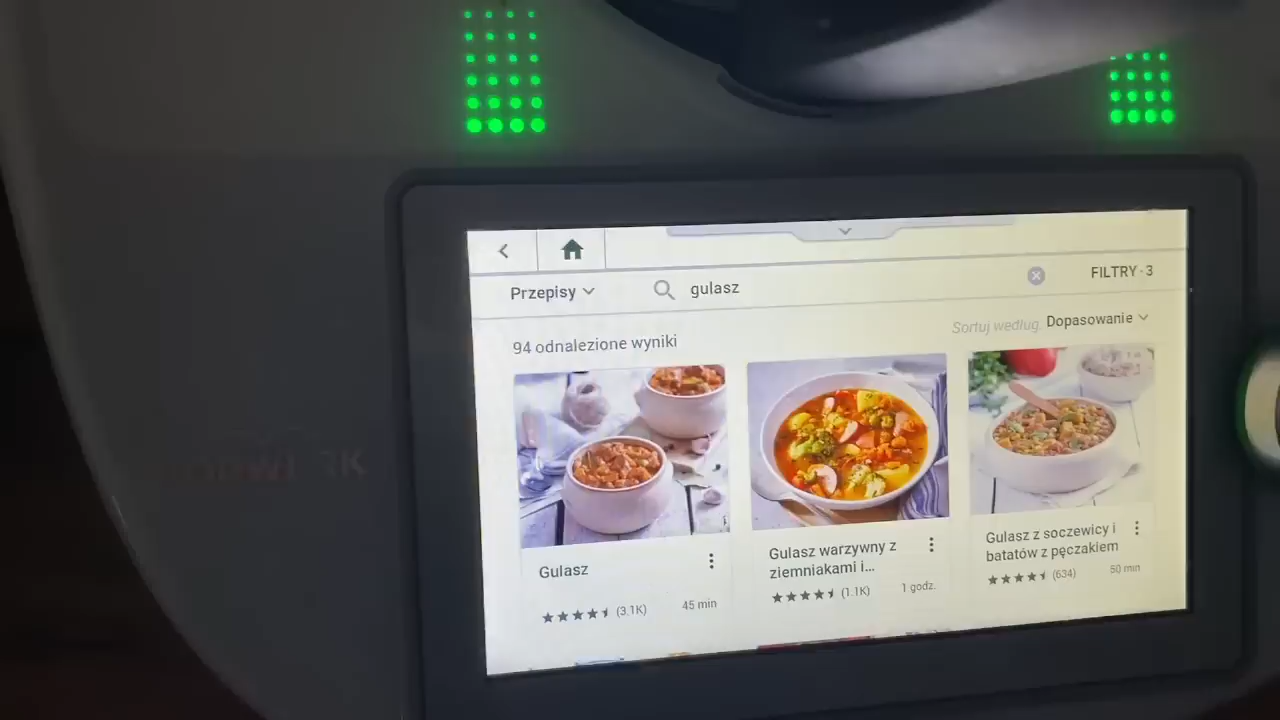 Przepisy
gulasz
FILTRY · 3
94 odnalezione wyniki
Sortuj według: Dopasowanie
Gulasz
(3.1K)
45 min
Gulasz warzywny z
ziemniakami i...
(1.1K)
1 godz.
Gulasz z soczewicy i
batatów z pęczakiem
(634)
50 min